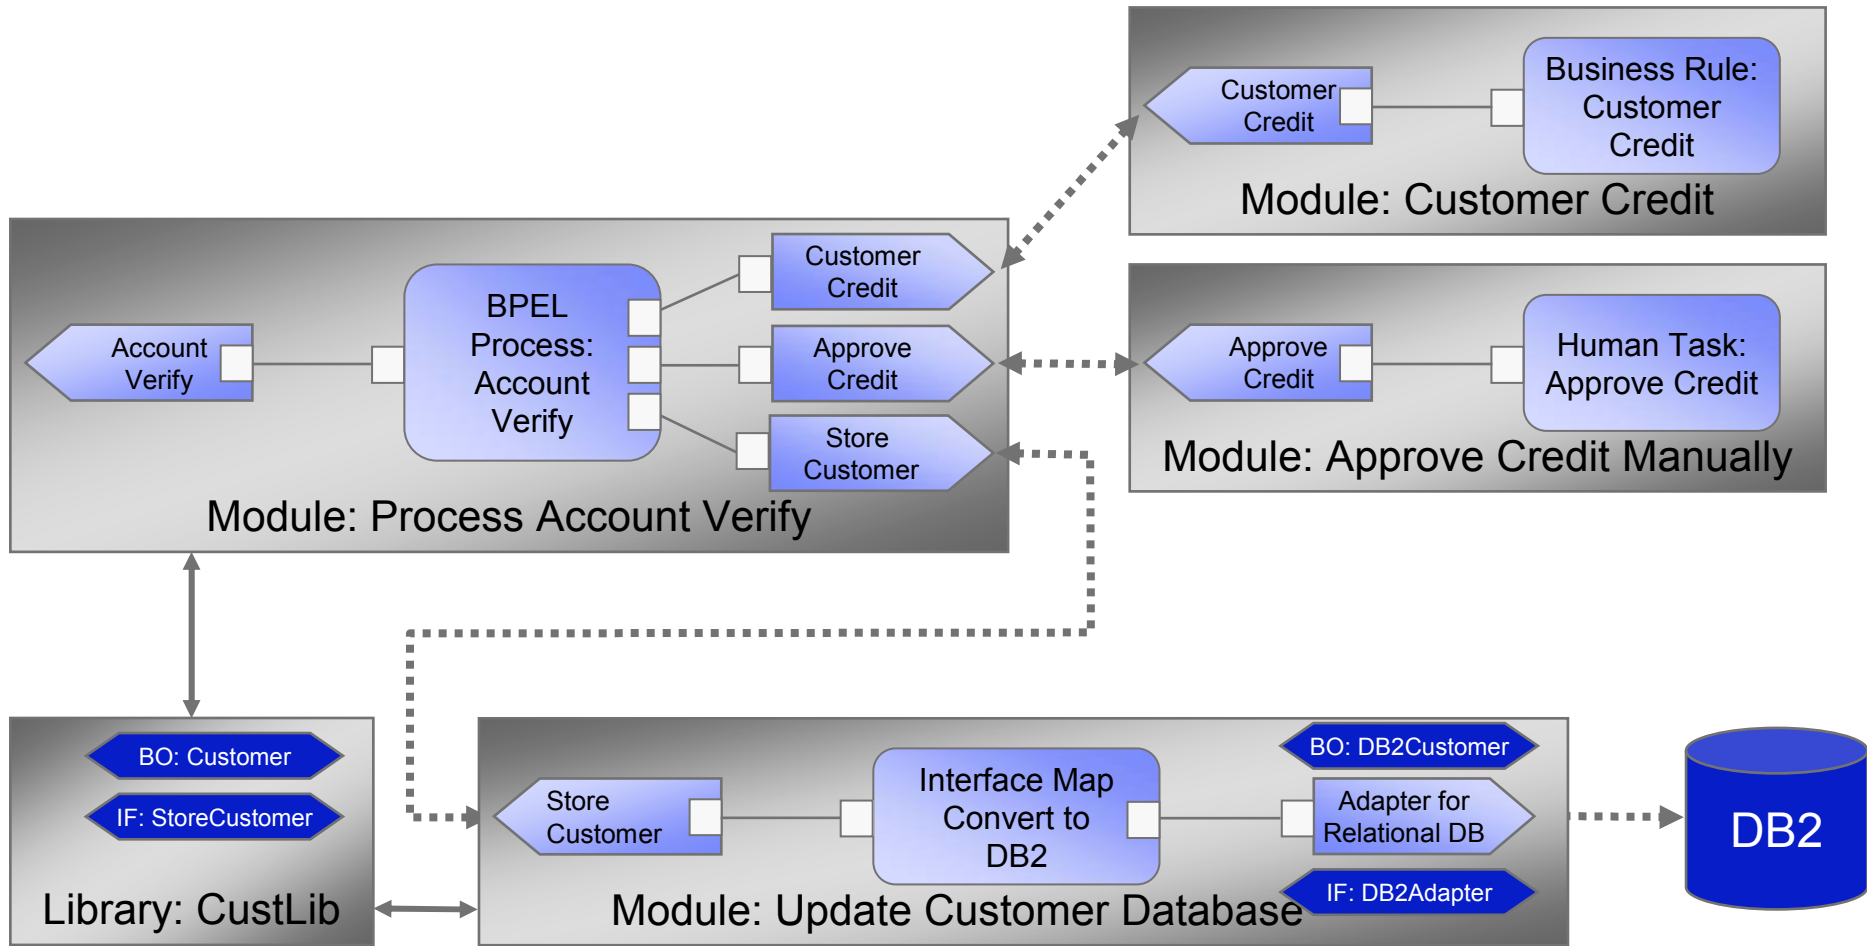 Customer
Credit
Business Rule:
Customer
Credit
Module: Customer Credit
Account
Verify
BPEL
Process:
Account
Verify
Customer
Credit
Approve
Credit
Store
Customer
Module: Process Account Verify
Approve
Credit
Human Task:
Approve Credit
Module: Approve Credit Manually
BO: Customer
IF: StoreCustomer
Library: CustLib
Store
Customer
Interface Map
Convert to
DB2
BO: DB2Customer
Adapter for
Relational DB
IF: DB2Adapter
Module: Update Customer Database
DB2